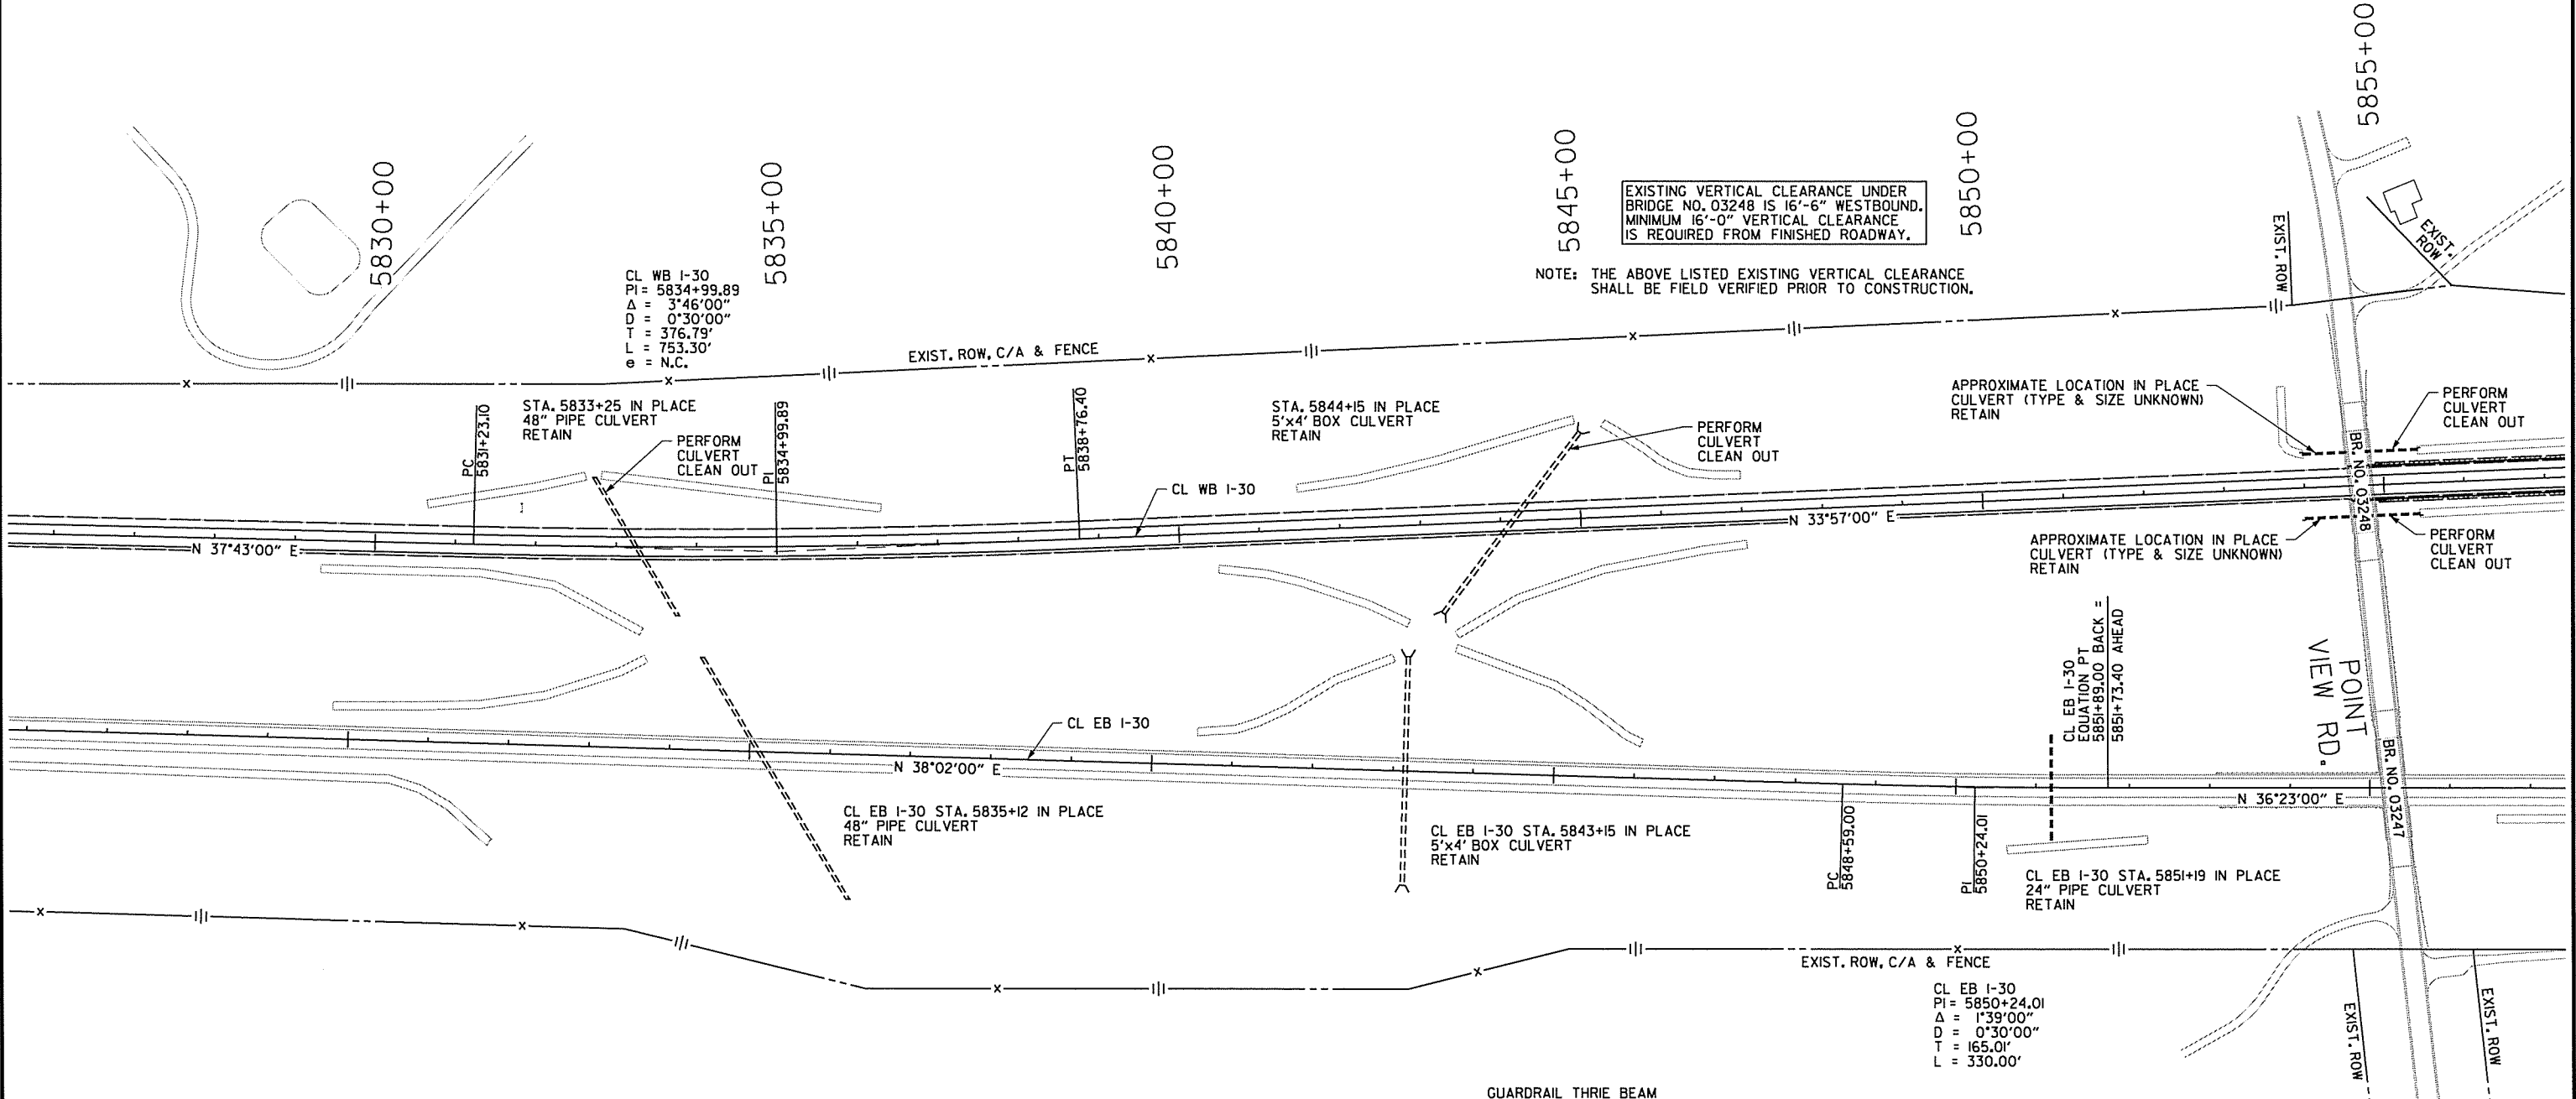 5830+00
5835+00
5840+00
5845+00
5850+00
5855+00
EXISTING VERTICAL CLEARANCE UNDER
BRIDGE NO. 03248 IS 16'-6" WESTBOUND.
MINIMUM 16'-0" VERTICAL CLEARANCE
IS REQUIRED FROM FINISHED ROADWAY.
NOTE: THE ABOVE LISTED EXISTING VERTICAL CLEARANCE
SHALL BE FIELD VERIFIED PRIOR TO CONSTRUCTION.
CL WB I-30
PI = 5834+99.89
Δ = 3°46'00"
D = 0°30'00"
T = 376.79'
L = 753.30'
e = N.C.
EXIST. ROW, C/A & FENCE
EXIST. ROW
EXIST.
ROW
PC
5831+23.10
STA. 5833+25 IN PLACE
48" PIPE CULVERT
RETAIN
PERFORM
CULVERT
CLEAN OUT
PI
5834+99.89
PT
5838+76.40
CL WB I-30
STA. 5844+15 IN PLACE
5'x4' BOX CULVERT
RETAIN
PERFORM
CULVERT
CLEAN OUT
APPROXIMATE LOCATION IN PLACE
CULVERT (TYPE & SIZE UNKNOWN)
RETAIN
PERFORM
CULVERT
CLEAN OUT
BR. NO. 03248
N 37°43'00" E
N 33°57'00" E
APPROXIMATE LOCATION IN PLACE
CULVERT (TYPE & SIZE UNKNOWN)
RETAIN
PERFORM
CULVERT
CLEAN OUT
CL EB I-30
EQUATION PT
5851+89.00 BACK =
5851+73.40 AHEAD
POINT
VIEW RD.
CL EB I-30
N 38°02'00" E
N 36°23'00" E
BR. NO. 03247
CL EB I-30 STA. 5835+12 IN PLACE
48" PIPE CULVERT
RETAIN
CL EB I-30 STA. 5843+15 IN PLACE
5'x4' BOX CULVERT
RETAIN
PC
5848+59.00
PI
5850+24.01
CL EB I-30 STA. 5851+19 IN PLACE
24" PIPE CULVERT
RETAIN
EXIST. ROW, C/A & FENCE
CL EB I-30
PI = 5850+24.01
Δ = 1°39'00"
D = 0°30'00"
T = 165.01'
L = 330.00'
EXIST. ROW
EXIST. ROW
GUARDRAIL THRIE BEAM